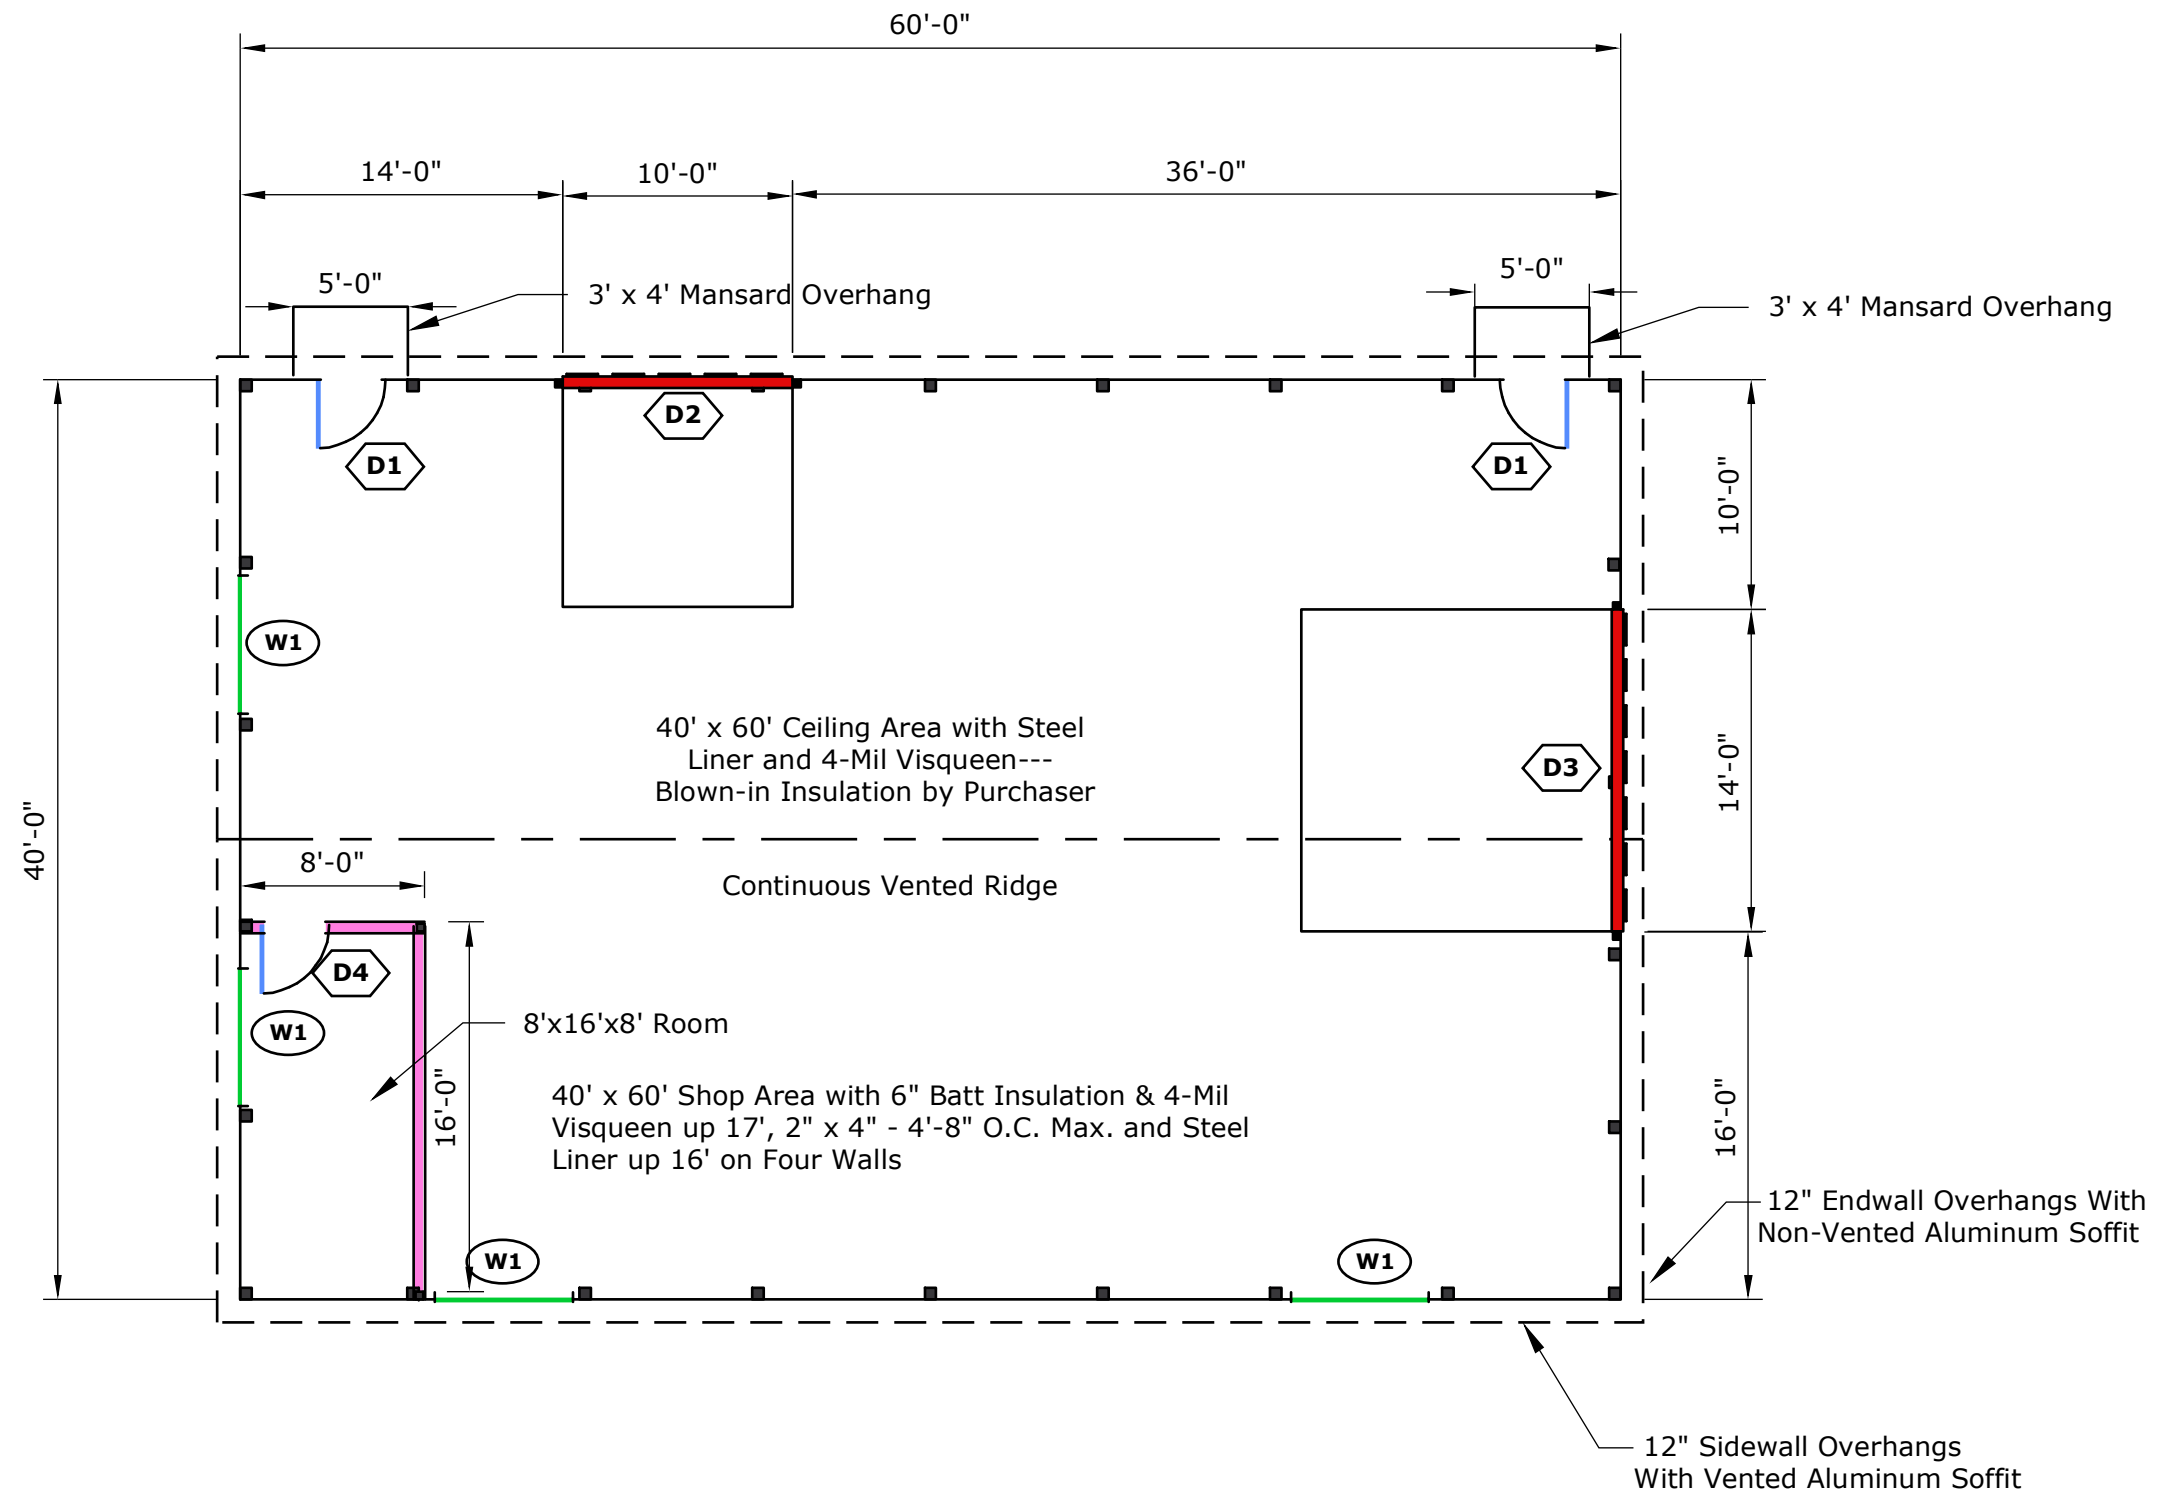 60'-0"
14'-0"
10'-0"
36'-0"
5'-0"
3' x 4' Mansard Overhang
5'-0"
3' x 4' Mansard Overhang
D2
D1
D1
10'-0"
W1
40' x 60' Ceiling Area with Steel
Liner and 4-Mil Visqueen---
Blown-in Insulation by Purchaser
D3
14'-0"
40'-0"
8'-0"
Continuous Vented Ridge
D4
W1
8'x16'x8' Room
16'-0"
40' x 60' Shop Area with 6" Batt Insulation & 4-Mil
Visqueen up 17', 2" x 4" - 4'-8" O.C. Max. and Steel
Liner up 16' on Four Walls
16'-0"
12" Endwall Overhangs With
Non-Vented Aluminum Soffit
W1
W1
12" Sidewall Overhangs
With Vented Aluminum Soffit